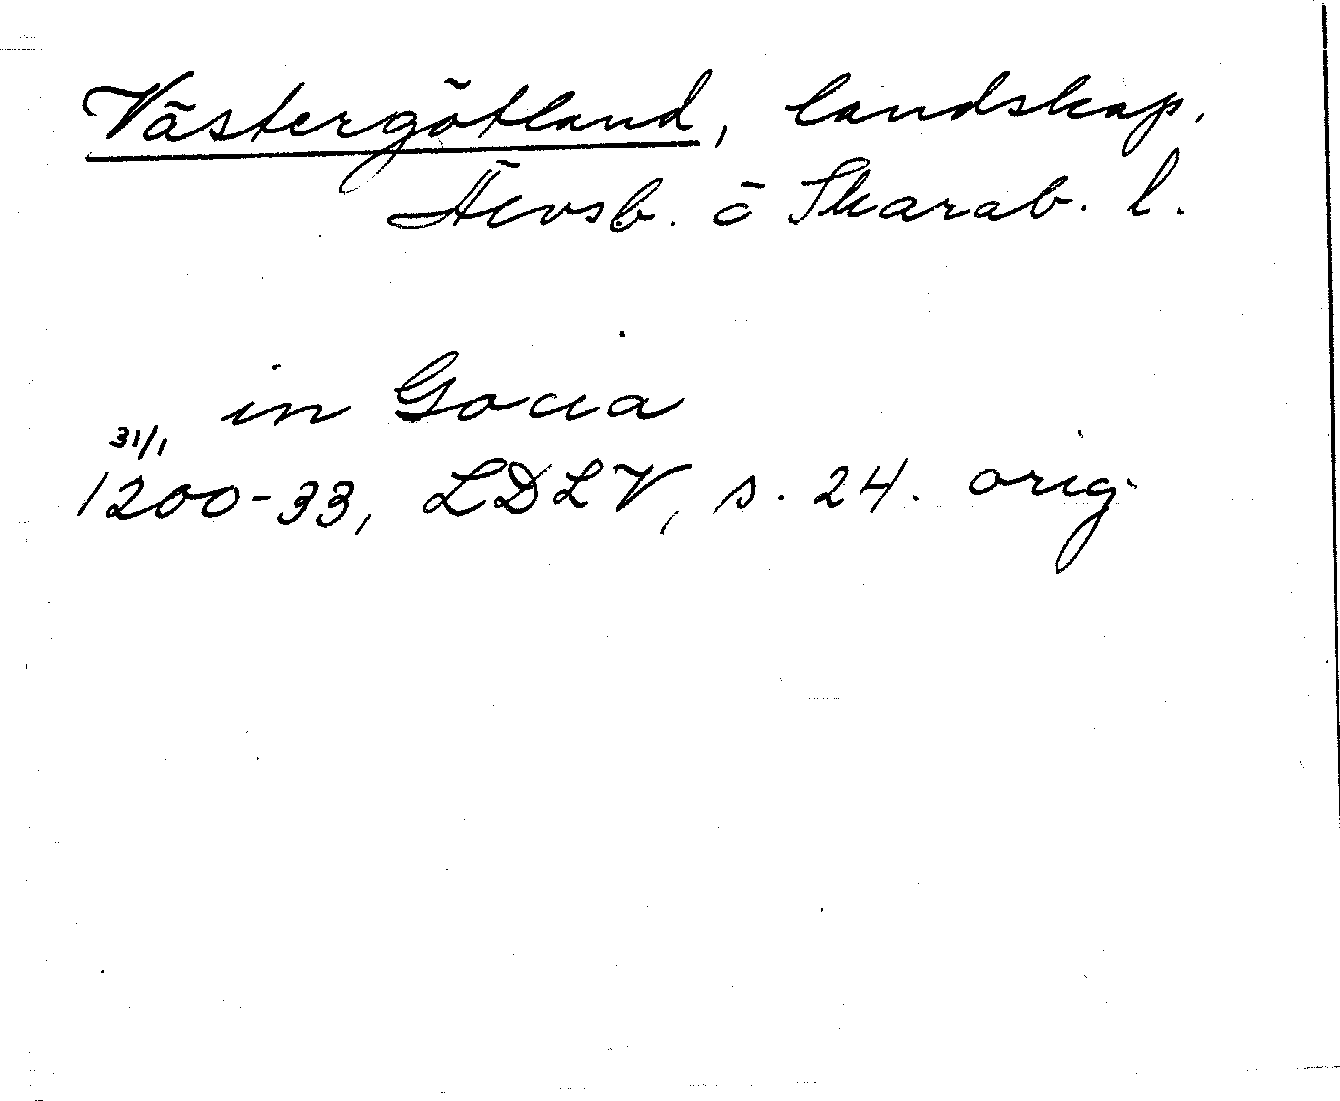 Västergötland, landskap.
Älvsb. o Skarab. l.
in Gocia
31/1
1200-33, LDLV, s. 24. orig.